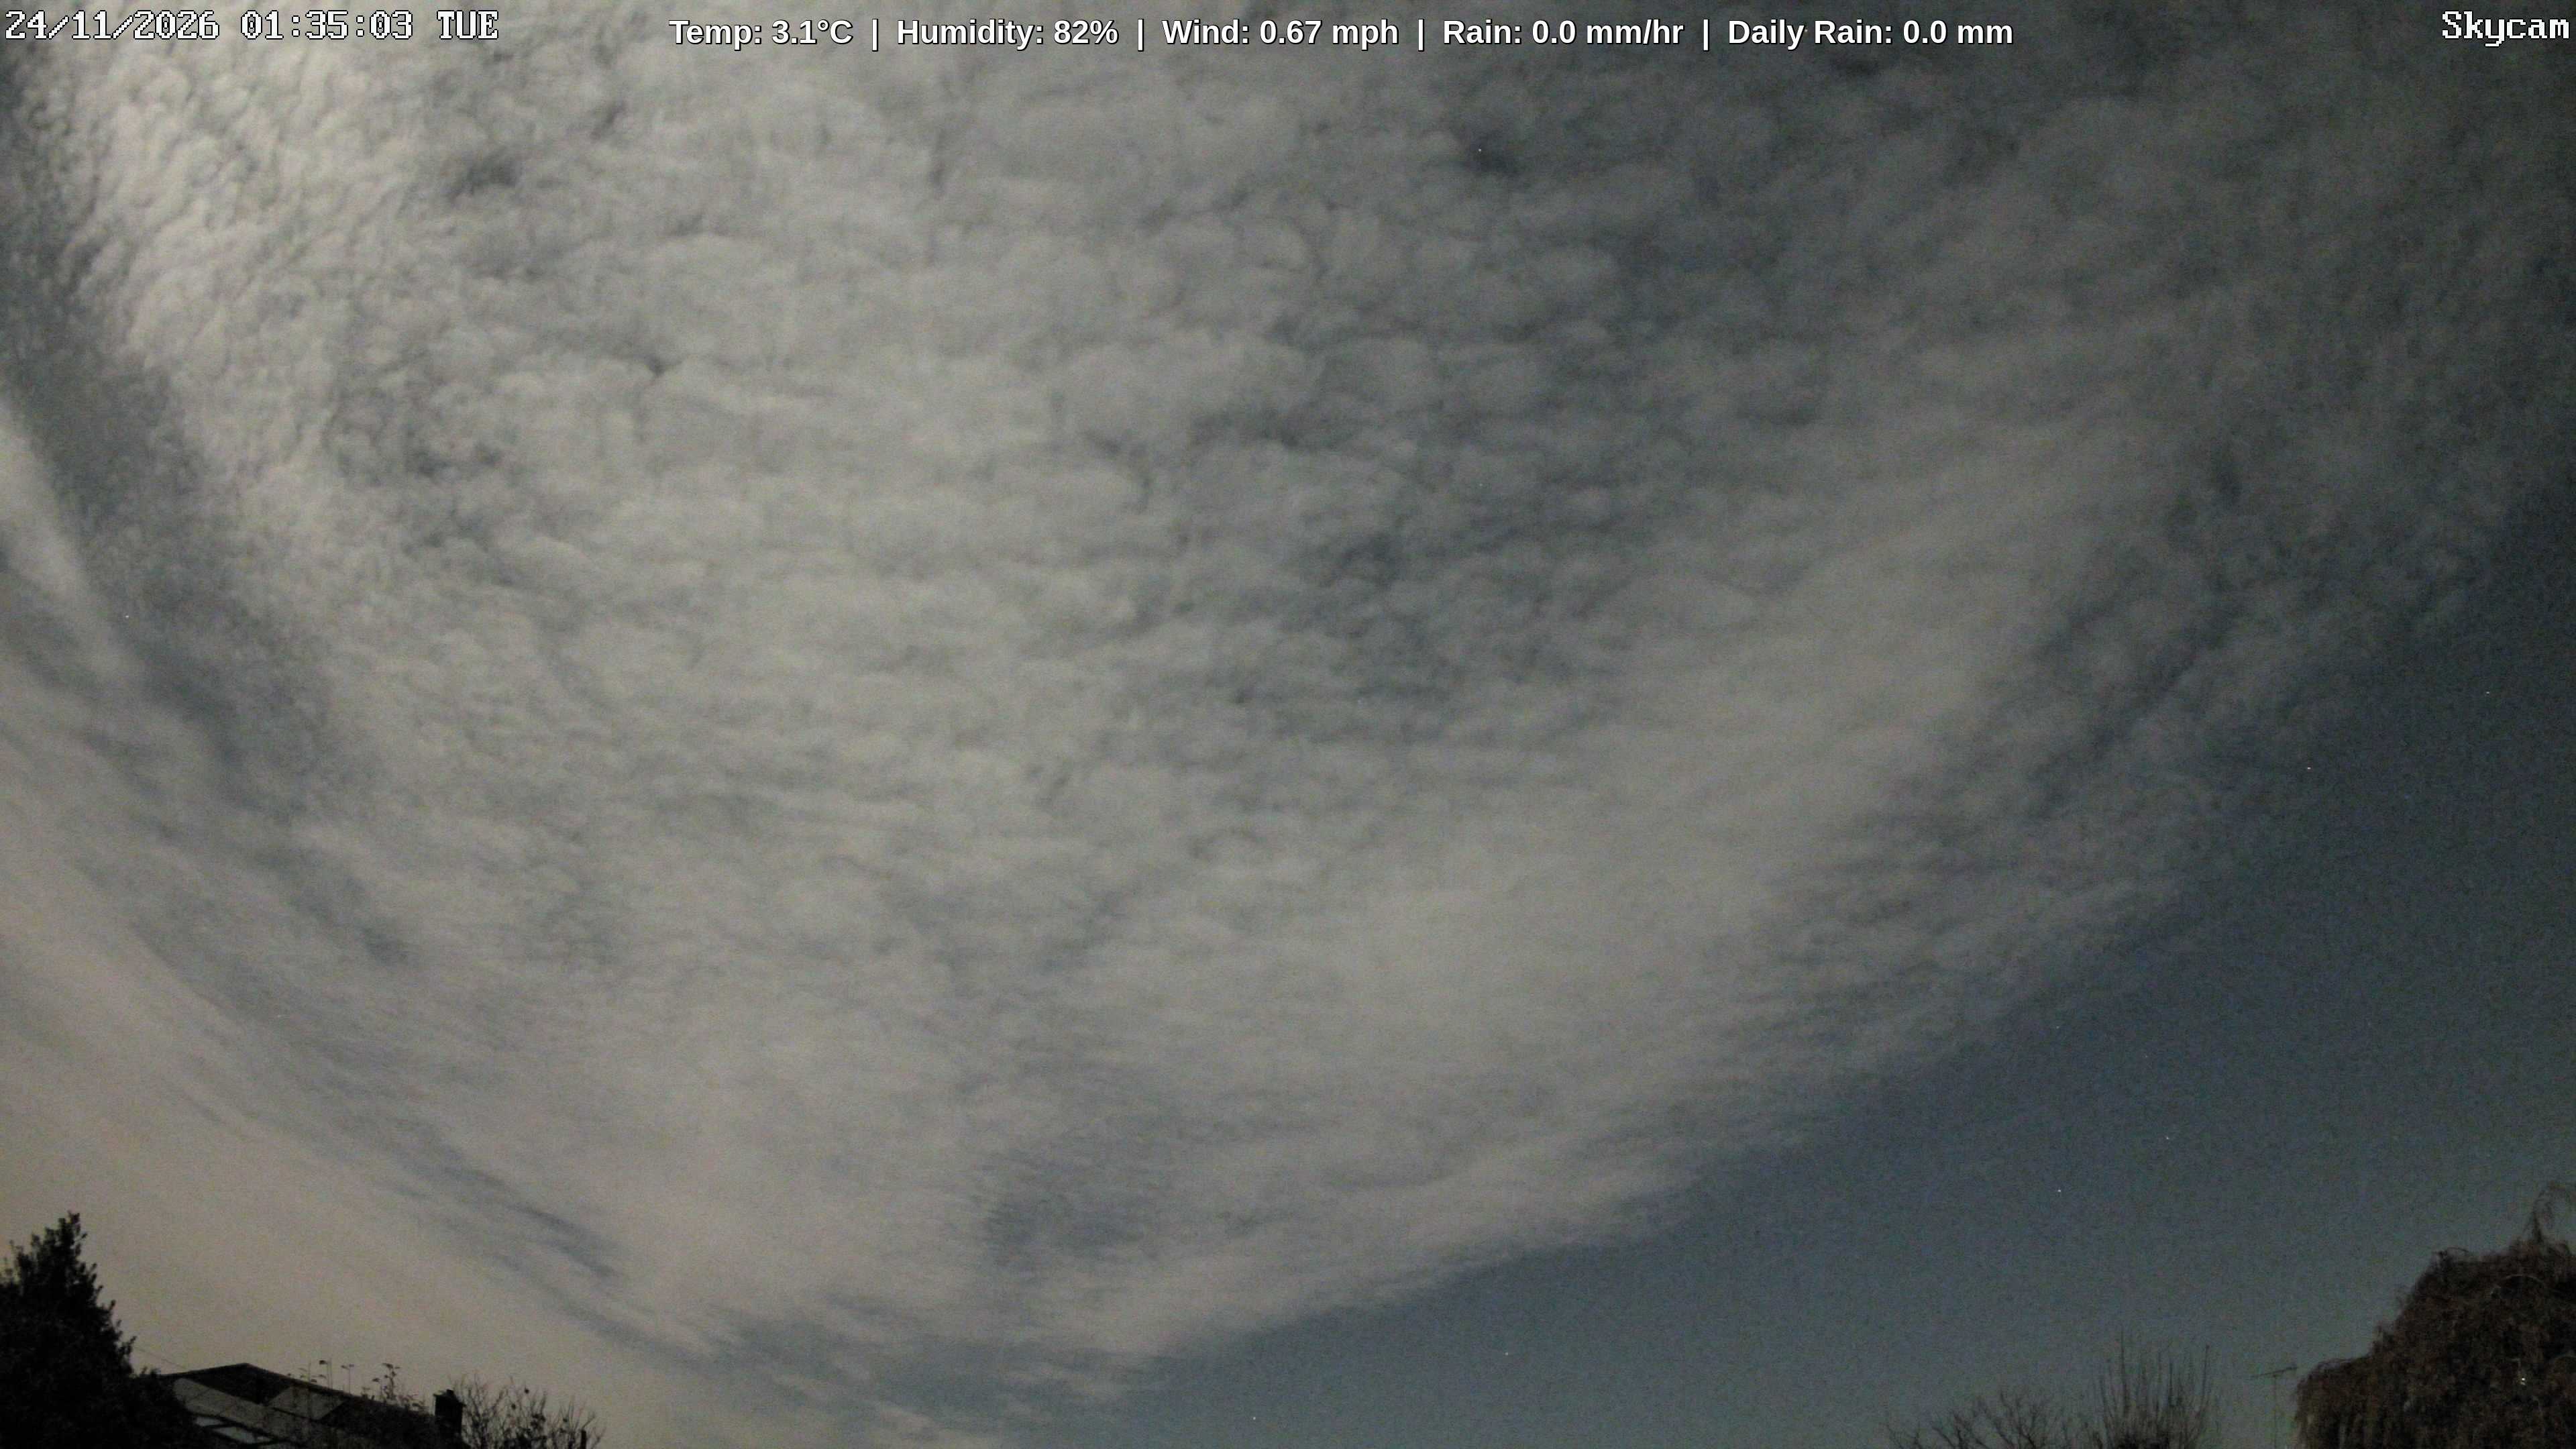 24/11/2026 01:35:03 TUE
Temp: 3.1°C | Humidity: 82% | Wind: 0.67 mph | Rain: 0.0 mm/hr | Daily Rain: 0.0 mm
Skycam